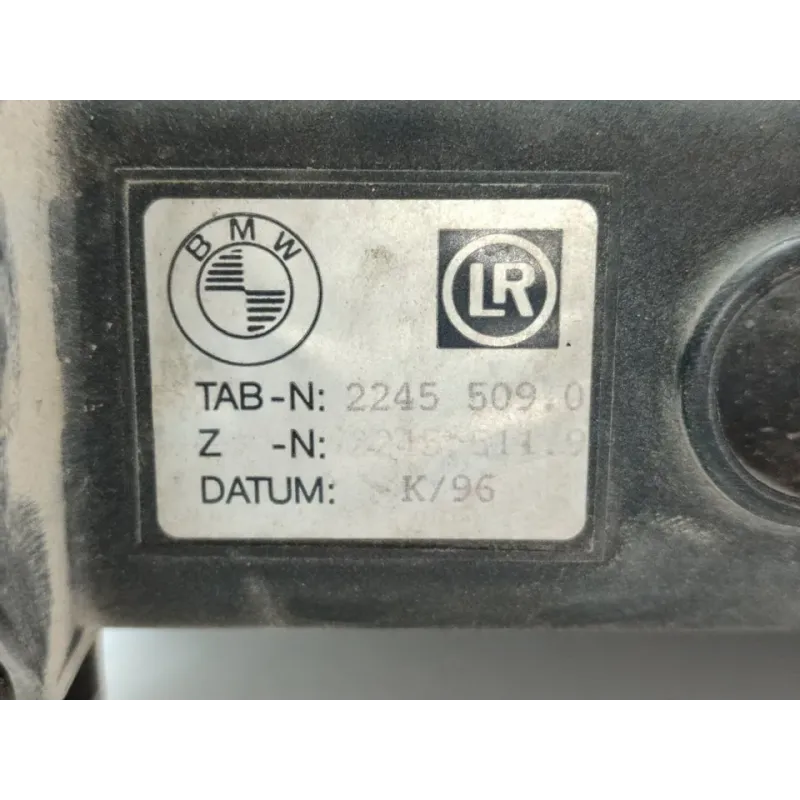 BMW
LR
TAB-N: 2245 509.0
Z -N:
DATUM: K/96